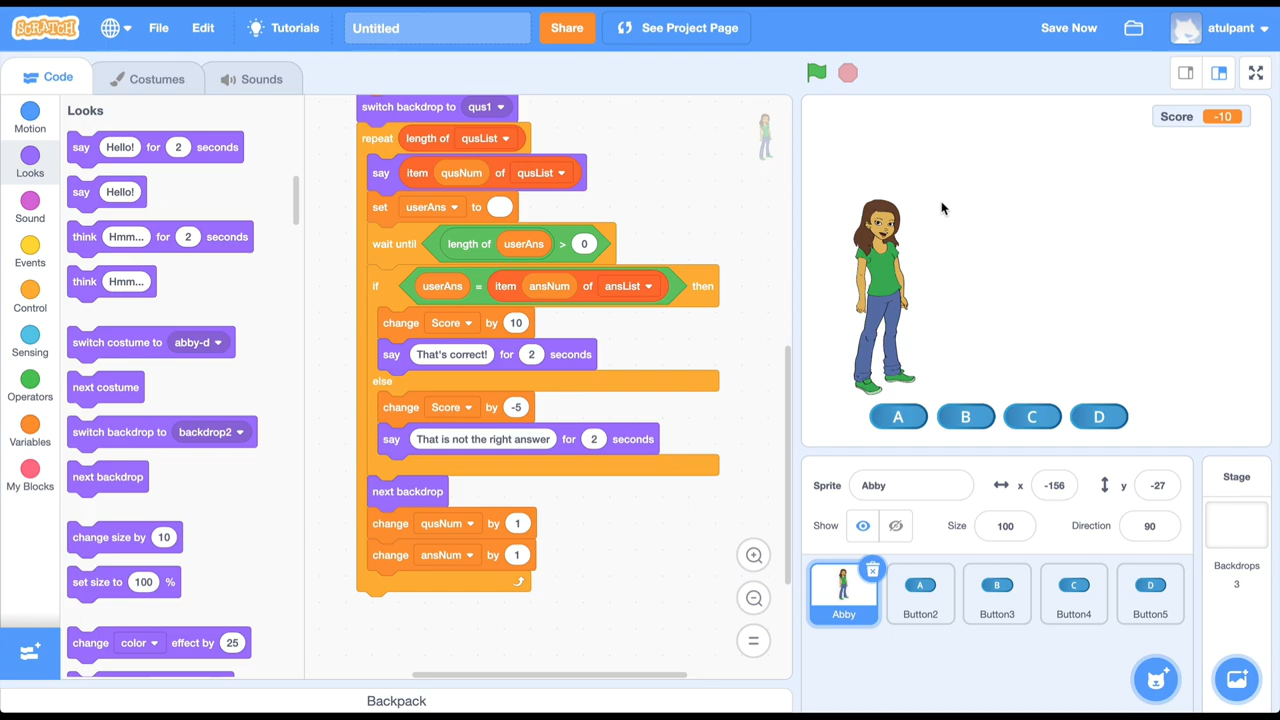 SCRATCH File Edit Tutorials Untitled Share See Project Page Save Now atulpant
Code Costumes Sounds
Motion
Looks
Sound
Events
Control
Sensing
Operators
Variables
My Blocks
Looks
say Hello! for 2 seconds
say Hello!
think Hmm... for 2 seconds
think Hmm...
switch costume to abby-d
next costume
switch backdrop to backdrop2
next backdrop
change size by 10
set size to 100 %
change color effect by 25
switch backdrop to qus1
repeat length of qusList
say item qusNum of qusList
set userAns to
wait until length of userAns > 0
if userAns = item ansNum of ansList then
change Score by 10
say That's correct! for 2 seconds
else
change Score by -5
say That is not the right answer for 2 seconds
next backdrop
change qusNum by 1
change ansNum by 1
Backpack
Score -10
A B C D
Sprite Abby x -156 y -27
Show Size 100 Direction 90
A B C D
Abby Button2 Button3 Button4 Button5
Stage
Backdrops
3